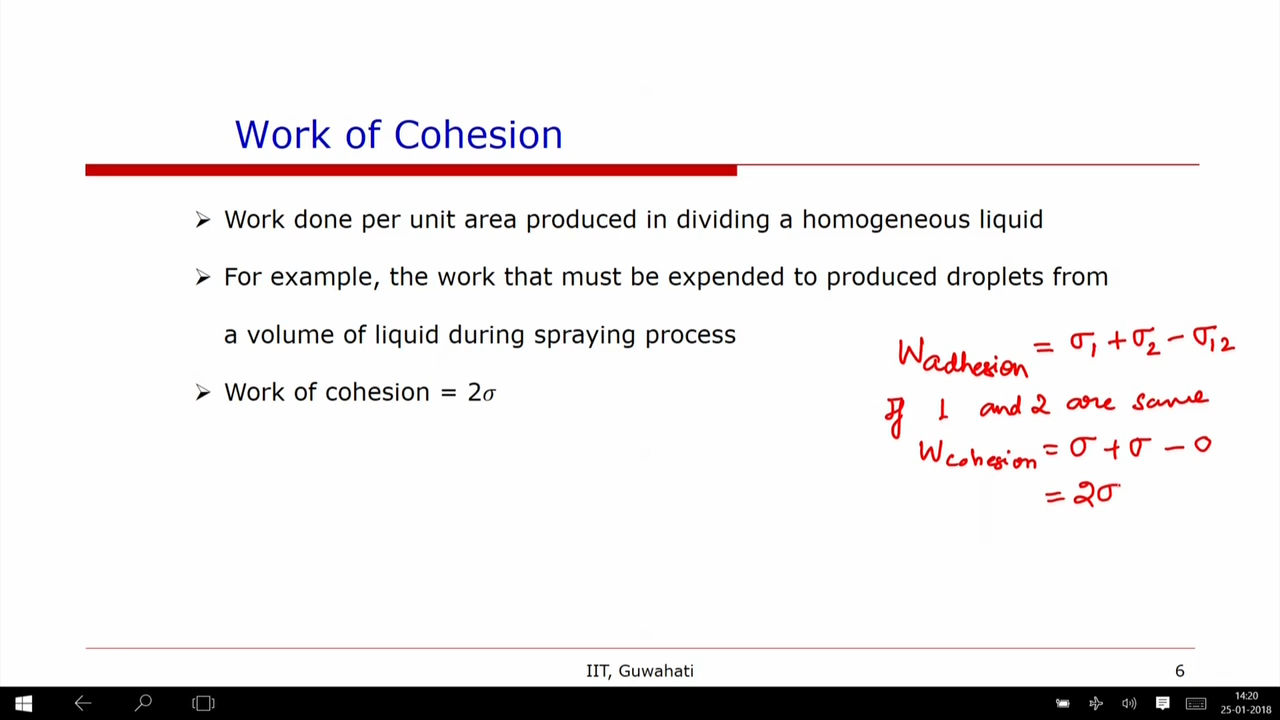 Work of Cohesion
➢ Work done per unit area produced in dividing a homogeneous liquid
➢ For example, the work that must be expended to produced droplets from
a volume of liquid during spraying process
➢ Work of cohesion = 2σ
Wadhesion = σ1 + σ2 − σ12
If 1 and 2 are same
Wcohesion = σ + σ − 0
= 2σ
IIT, Guwahati
6
14:20
25-01-2018